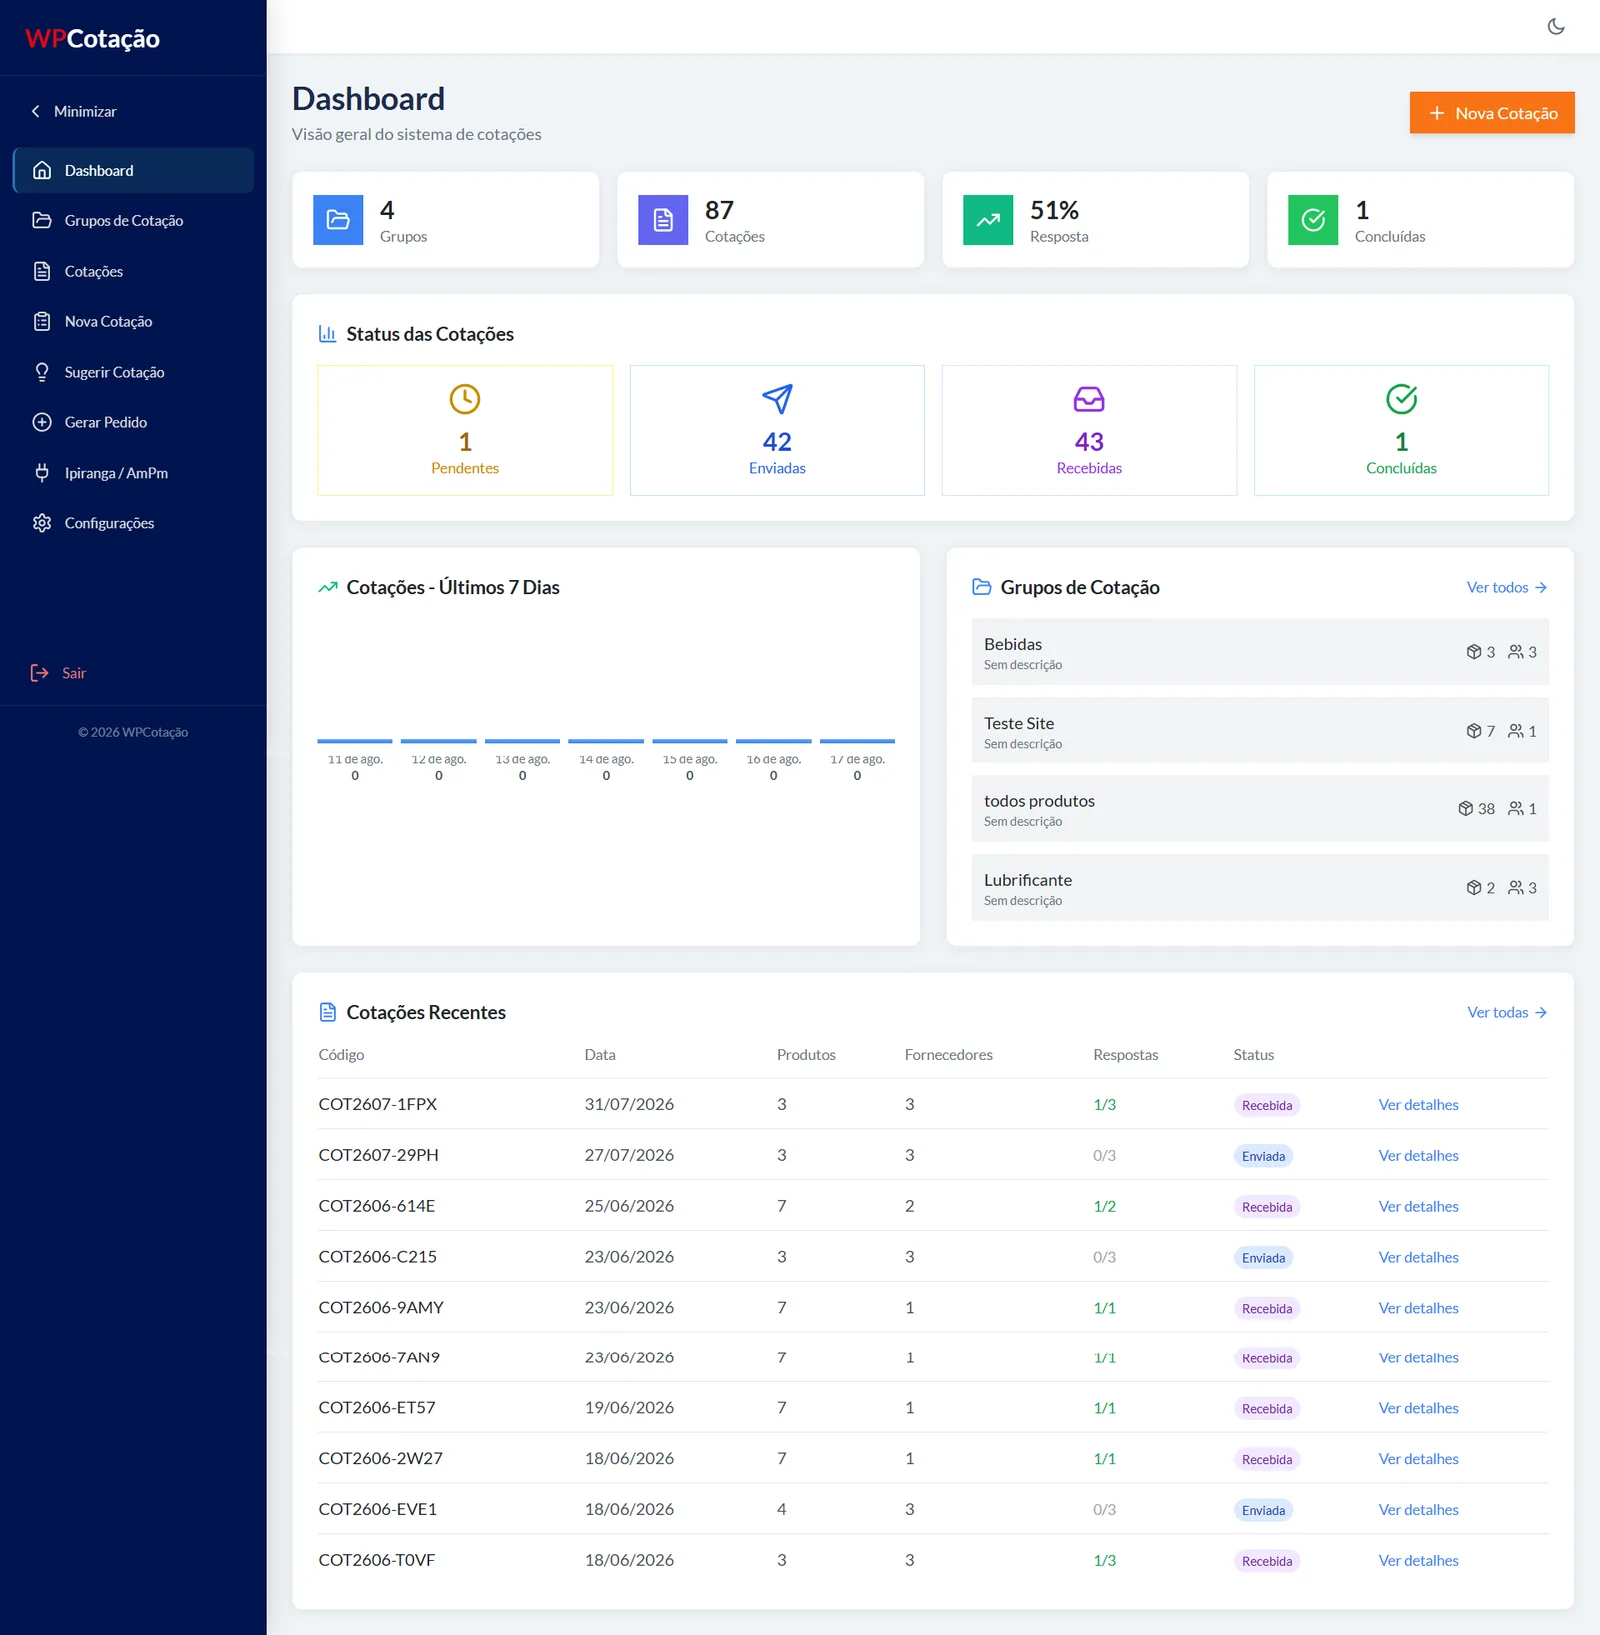 WPCotação
Minimizar
Dashboard
Grupos de Cotação
Cotações
Nova Cotação
Sugerir Cotação
Gerar Pedido
Ipiranga / AmPm
Configurações
Sair
© 2026 WPCotação
Dashboard
Visão geral do sistema de cotações
Nova Cotação
4
Grupos
87
Cotações
51%
Resposta
1
Concluídas
Status das Cotações
1
Pendentes
42
Enviadas
43
Recebidas
1
Concluídas
Cotações - Últimos 7 Dias
11 de ago. 12 de ago. 13 de ago. 14 de ago. 15 de ago. 16 de ago. 17 de ago.
0 0 0 0 0 0 0
Grupos de Cotação Ver todos
Bebidas
Sem descrição
3 3
Teste Site
Sem descrição
7 1
todos produtos
Sem descrição
38 1
Lubrificante
Sem descrição
2 3
Cotações Recentes Ver todas
Código Data Produtos Fornecedores Respostas Status
COT2607-1FPX 31/07/2026 3 3 1/3 Recebida Ver detalhes
COT2607-29PH 27/07/2026 3 3 0/3 Enviada Ver detalhes
COT2606-614E 25/06/2026 7 2 1/2 Recebida Ver detalhes
COT2606-C215 23/06/2026 3 3 0/3 Enviada Ver detalhes
COT2606-9AMY 23/06/2026 7 1 1/1 Recebida Ver detalhes
COT2606-7AN9 23/06/2026 7 1 1/1 Recebida Ver detalhes
COT2606-ET57 19/06/2026 7 1 1/1 Recebida Ver detalhes
COT2606-2W27 18/06/2026 7 1 1/1 Recebida Ver detalhes
COT2606-EVE1 18/06/2026 4 3 0/3 Enviada Ver detalhes
COT2606-T0VF 18/06/2026 3 3 1/3 Recebida Ver detalhes